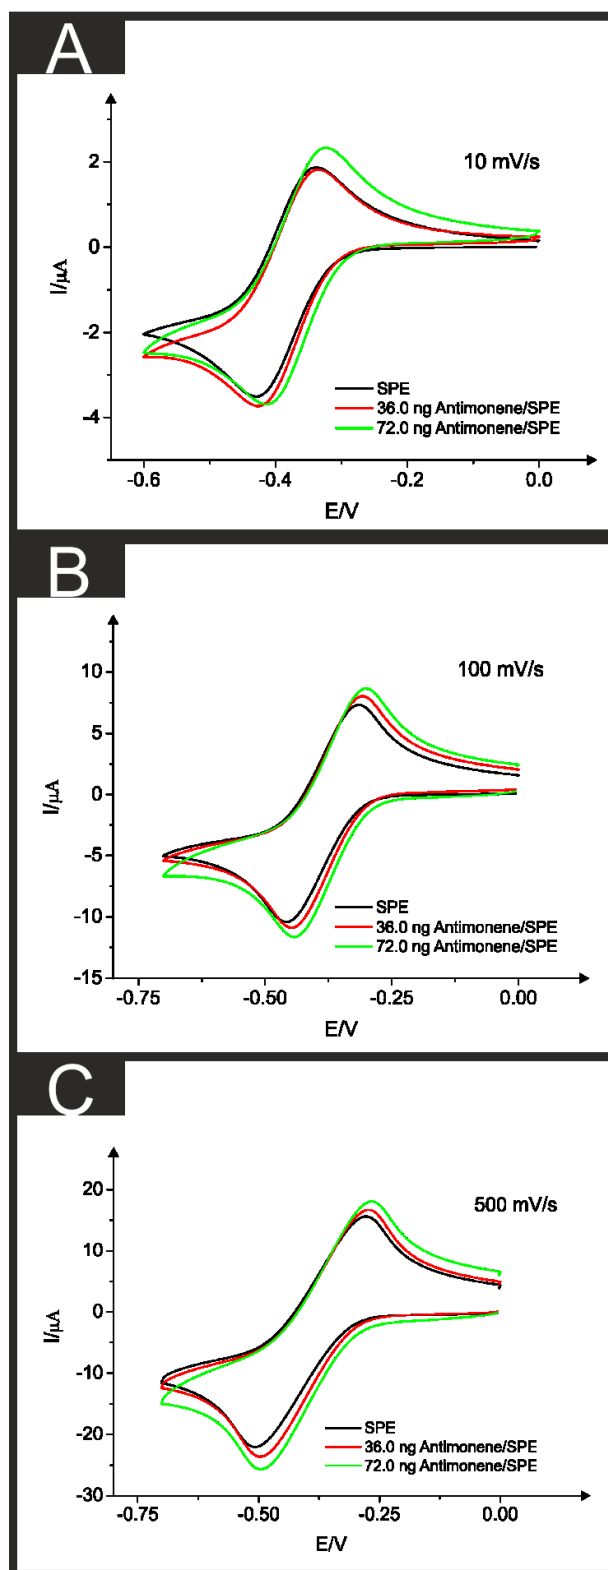 A
10 mV/s
2
0
-2
-4
I/µA
SPE
36.0 ng Antimonene/SPE
72.0 ng Antimonene/SPE
-0.6
-0.4
-0.2
0.0
E/V
B
100 mV/s
10
5
0
-5
-10
-15
I/µA
SPE
36.0 ng Antimonene/SPE
72.0 ng Antimonene/SPE
-0.75
-0.50
-0.25
0.00
E/V
C
500 mV/s
20
10
0
-10
-20
-30
I/µA
SPE
36.0 ng Antimonene/SPE
72.0 ng Antimonene/SPE
-0.75
-0.50
-0.25
0.00
E/V